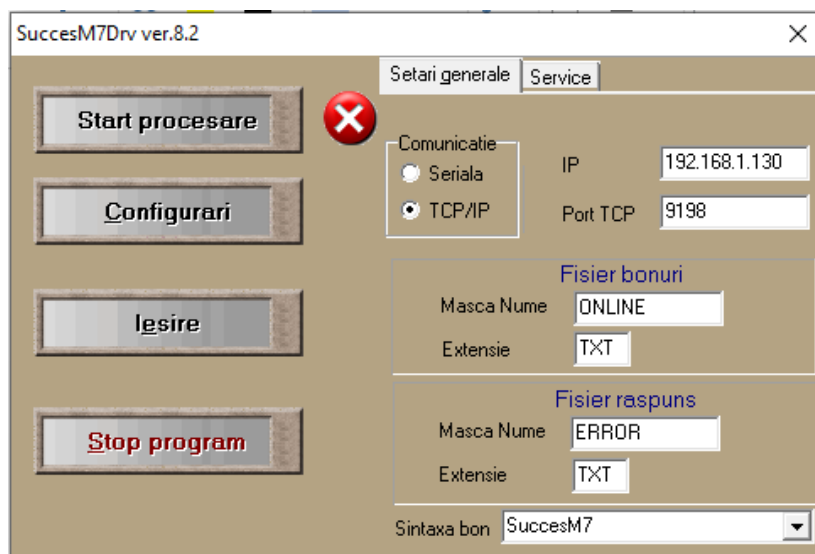 SuccesM7Drv ver.8.2
Start procesare
Configurari
Iesire
Stop program
Setari generale
Service
Comunicatie
Seriala
TCP/IP
IP 192.168.1.130
Port TCP 9198
Fisier bonuri
Masca Nume ONLINE
Extensie TXT
Fisier raspuns
Masca Nume ERROR
Extensie TXT
Sintaxa bon SuccesM7